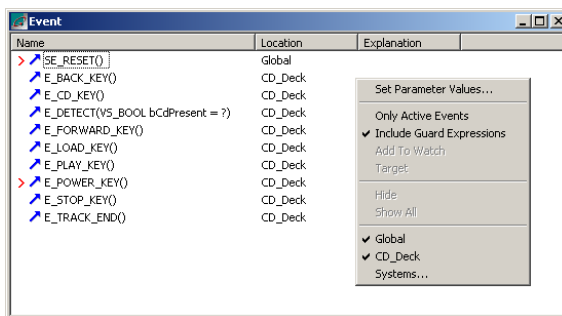 Event
Name Location Explanation
SE_RESET() Global
E_BACK_KEY() CD_Deck
E_CD_KEY() CD_Deck
E_DETECT(VS_BOOL bCdPresent = ?) CD_Deck
E_FORWARD_KEY() CD_Deck
E_LOAD_KEY() CD_Deck
E_PLAY_KEY() CD_Deck
E_POWER_KEY() CD_Deck
E_STOP_KEY() CD_Deck
E_TRACK_END() CD_Deck
Set Parameter Values...
Only Active Events
Include Guard Expressions
Add To Watch
Target
Hide
Show All
Global
CD_Deck
Systems...